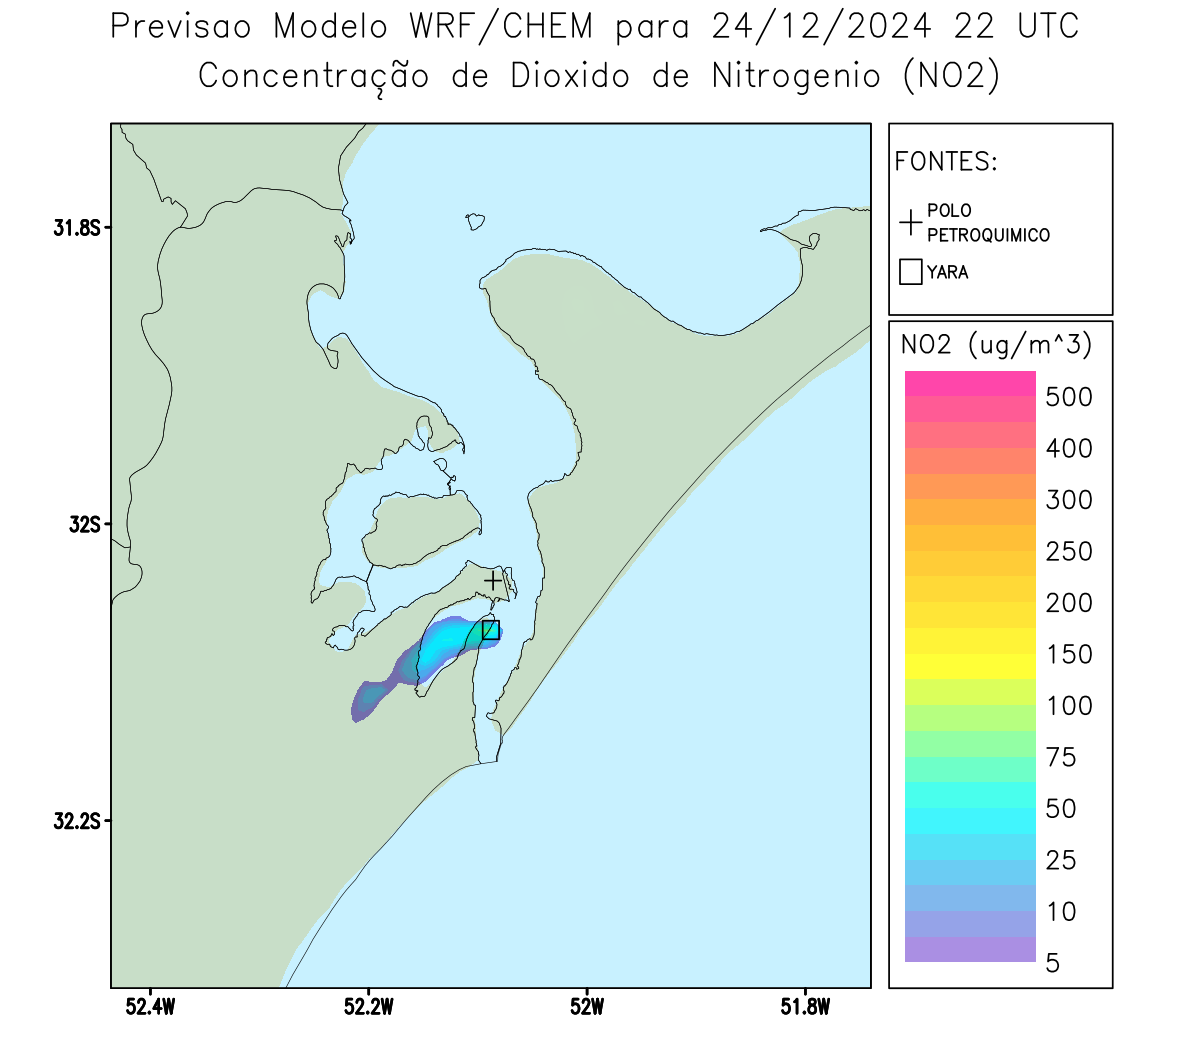 Previsao Modelo WRF/CHEM para 24/12/2024 22 UTC
Concentração de Dioxido de Nitrogenio (NO2)
31.8S
32S
32.2S
52.4W
52.2W
52W
51.8W
FONTES:
POLO
PETROQUIMICO
YARA
NO2 (ug/m^3)
500
400
300
250
200
150
100
75
50
25
10
5